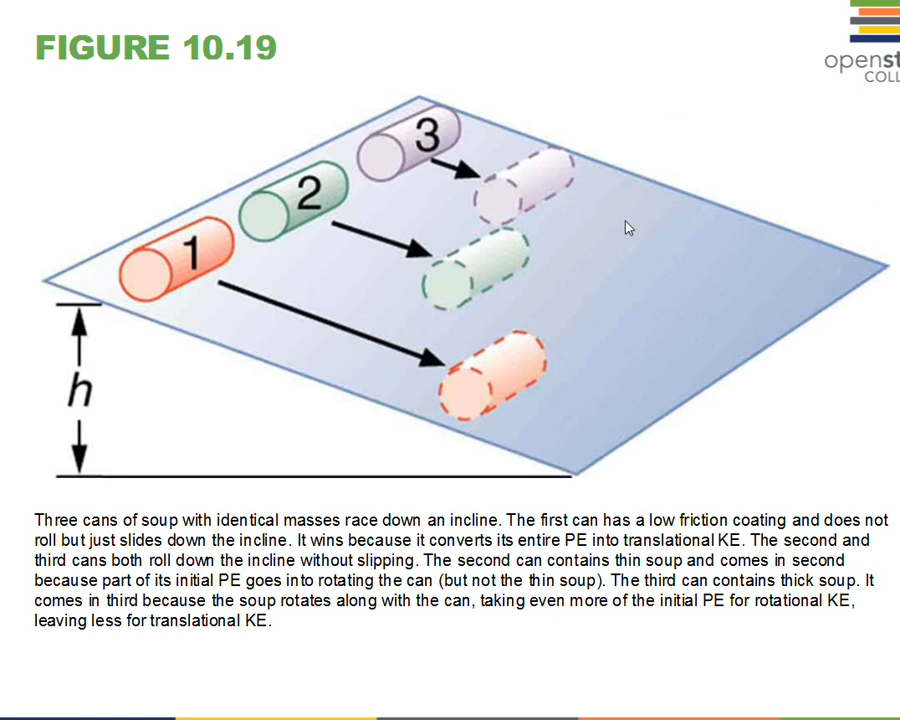 FIGURE 10.19
openst
COLL
3
2
1
h
Three cans of soup with identical masses race down an incline. The first can has a low friction coating and does not
roll but just slides down the incline. It wins because it converts its entire PE into translational KE. The second and
third cans both roll down the incline without slipping. The second can contains thin soup and comes in second
because part of its initial PE goes into rotating the can (but not the thin soup). The third can contains thick soup. It
comes in third because the soup rotates along with the can, taking even more of the initial PE for rotational KE,
leaving less for translational KE.